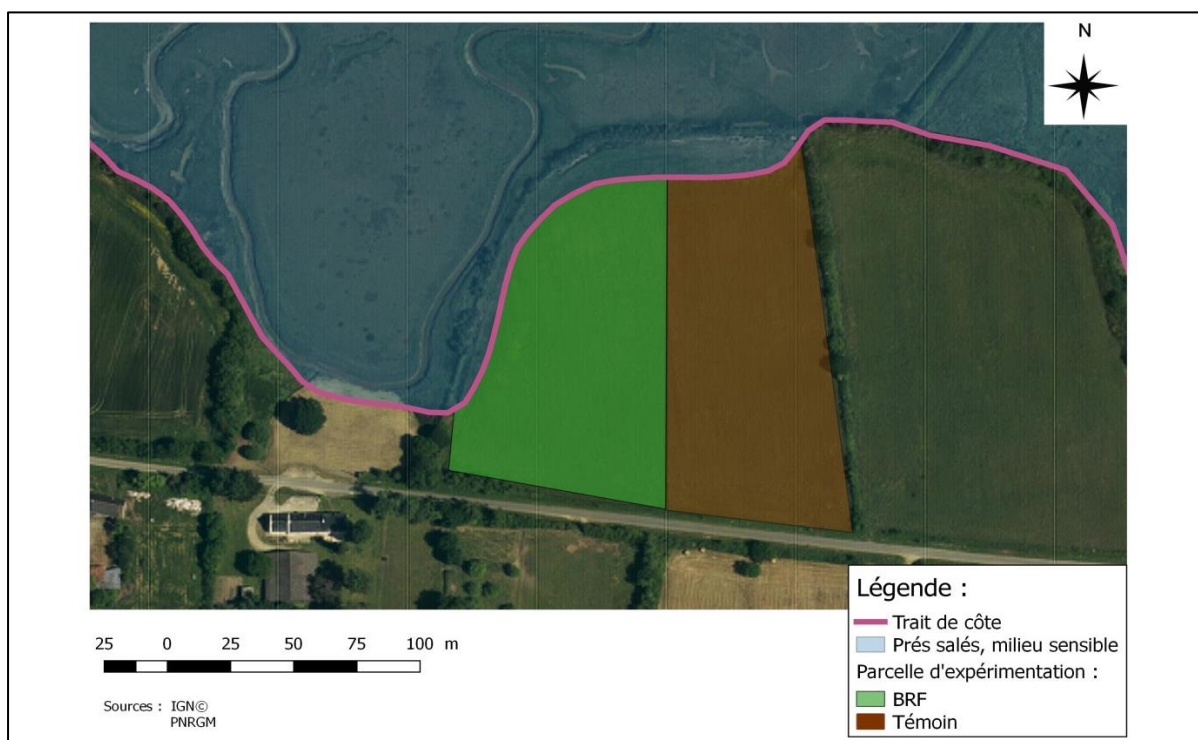 N
Légende :
Trait de côte
Prés salés, milieu sensible
Parcelle d'expérimentation :
BRF
Témoin
25 0 25 50 75 100 m
Sources : IGN©
PNRGM